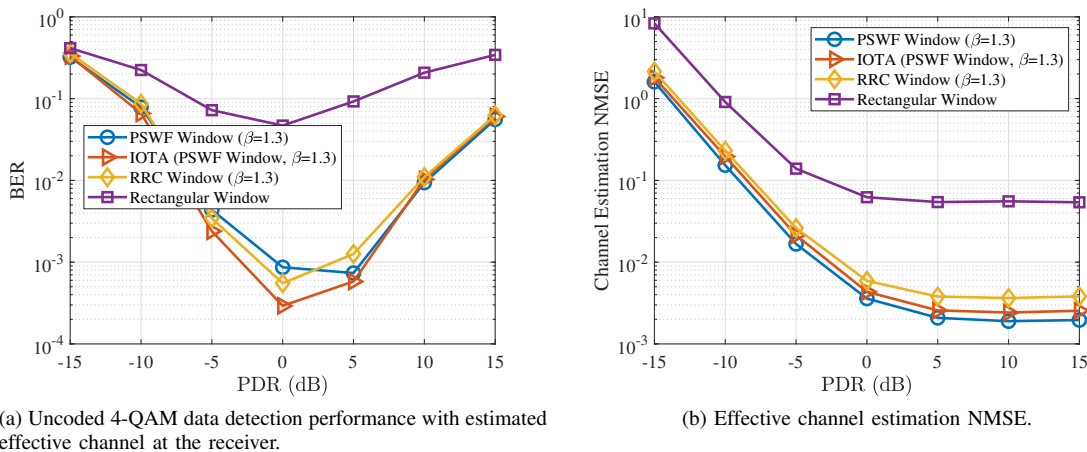 10^0
10^-1
10^-2
10^-3
10^-4
BER
-15 -10 -5 0 5 10 15
PDR (dB)
PSWF Window (β=1.3)
IOTA (PSWF Window, β=1.3)
RRC Window (β=1.3)
Rectangular Window
(a) Uncoded 4-QAM data detection performance with estimated
effective channel at the receiver.
10^1
10^0
10^-1
10^-2
10^-3
Channel Estimation NMSE
-15 -10 -5 0 5 10 15
PDR (dB)
PSWF Window (β=1.3)
IOTA (PSWF Window, β=1.3)
RRC Window (β=1.3)
Rectangular Window
(b) Effective channel estimation NMSE.